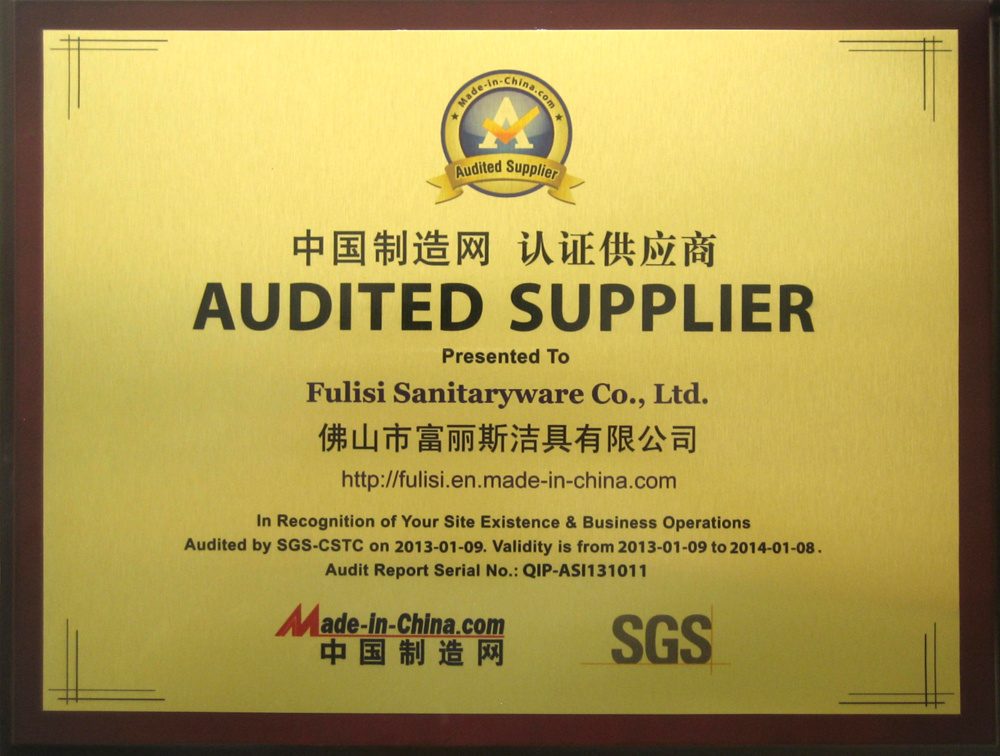 Made-in-China.com
A
Audited Supplier
中国制造网 认证供应商
AUDITED SUPPLIER
Presented To
Fulisi Sanitaryware Co., Ltd.
佛山市富丽斯洁具有限公司
http://fulisi.en.made-in-china.com
In Recognition of Your Site Existence & Business Operations
Audited by SGS-CSTC on 2013-01-09. Validity is from 2013-01-09 to 2014-01-08 .
Audit Report Serial No.: QIP-ASI131011
Made-in-China.com
中国制造网
SGS